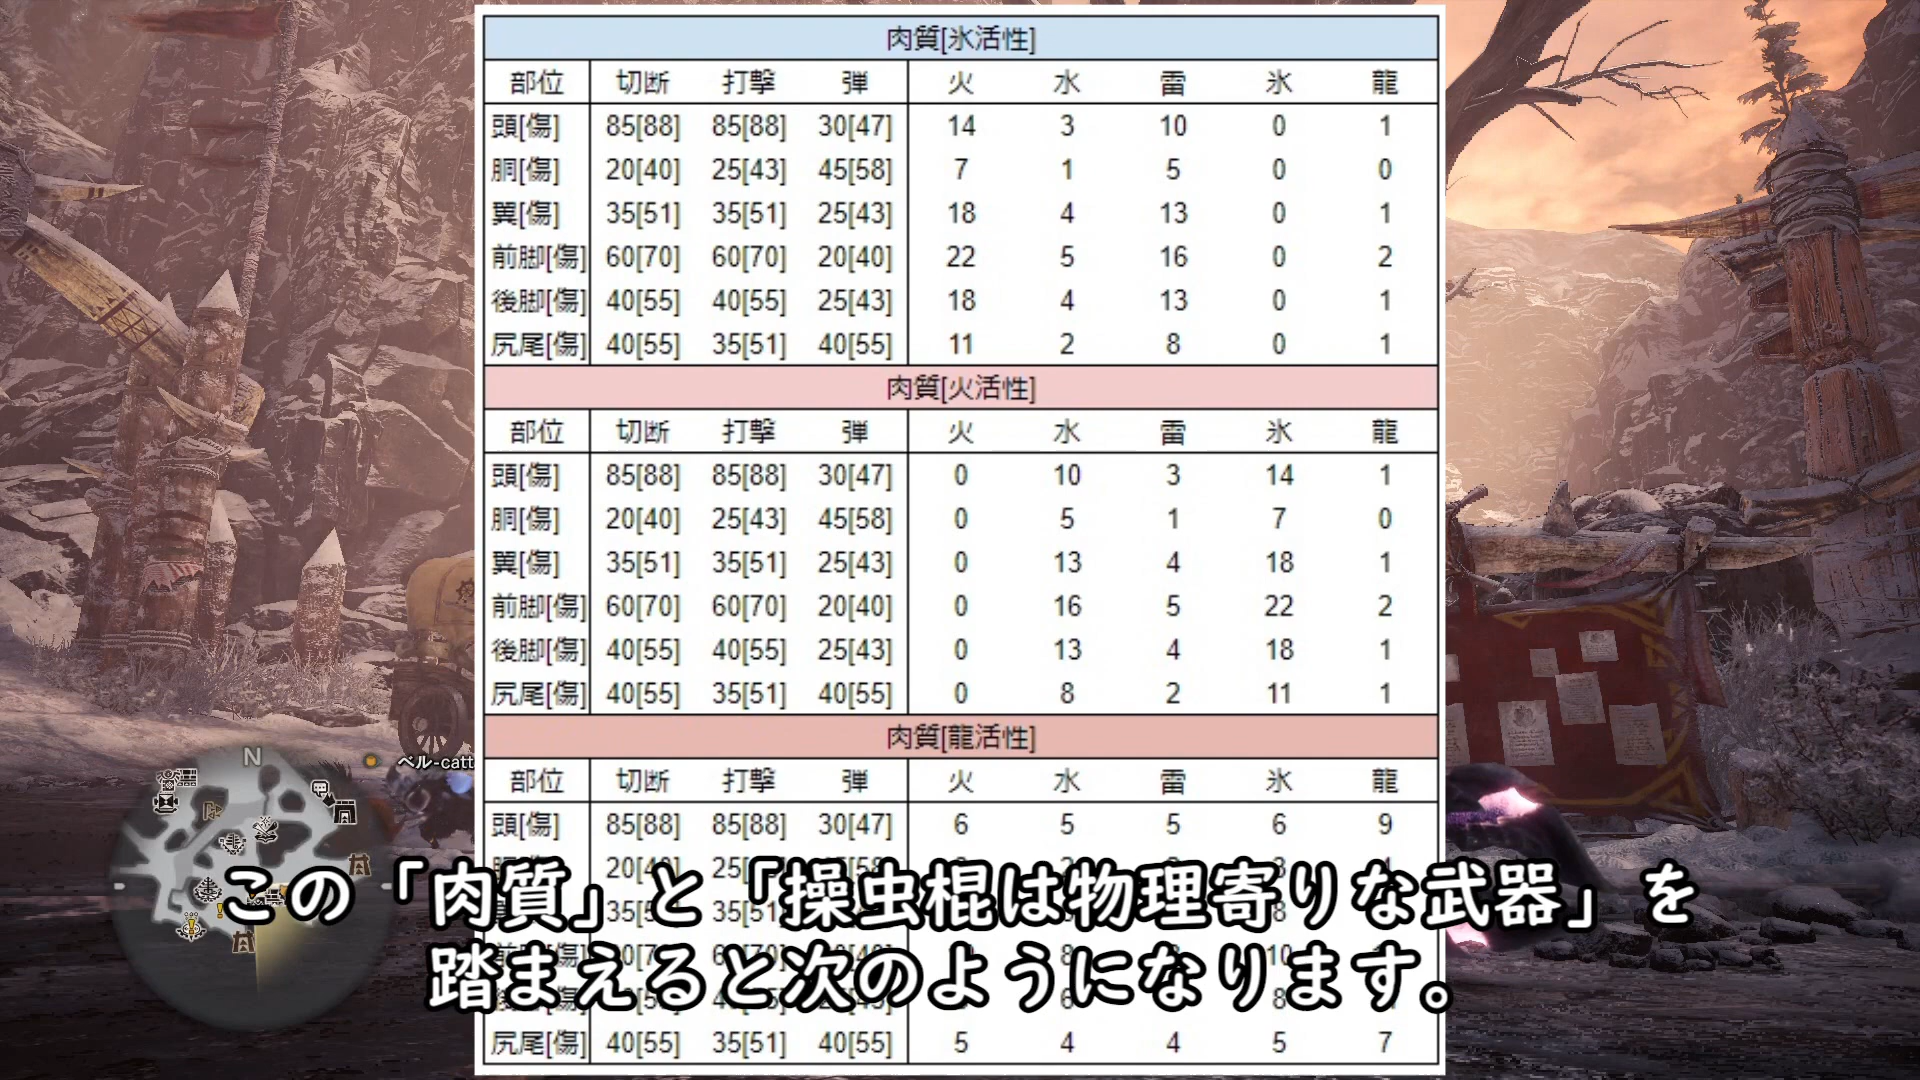 肉質[氷活性]
部位 切断 打撃 弾 火 水 雷 氷 龍
頭[傷] 85[88] 85[88] 30[47] 14 3 10 0 1
胴[傷] 20[40] 25[43] 45[58] 7 1 5 0 0
翼[傷] 35[51] 35[51] 25[43] 18 4 13 0 1
前脚[傷] 60[70] 60[70] 20[40] 22 5 16 0 2
後脚[傷] 40[55] 40[55] 25[43] 18 4 13 0 1
尻尾[傷] 40[55] 35[51] 40[55] 11 2 8 0 1
肉質[火活性]
部位 切断 打撃 弾 火 水 雷 氷 龍
頭[傷] 85[88] 85[88] 30[47] 0 10 3 14 1
胴[傷] 20[40] 25[43] 45[58] 0 5 1 7 0
翼[傷] 35[51] 35[51] 25[43] 0 13 4 18 1
前脚[傷] 60[70] 60[70] 20[40] 0 16 5 22 2
後脚[傷] 40[55] 40[55] 25[43] 0 13 4 18 1
尻尾[傷] 40[55] 35[51] 40[55] 0 8 2 11 1
肉質[龍活性]
N
ベル-catt
部位 切断 打撃 弾 火 水 雷 氷 龍
頭[傷] 85[88] 85[88] 30[47] 6 5 5 6 9
この「肉質」と「操虫棍は物理寄りな武器」を
踏まえると次のようになります。
尻尾[傷] 40[55] 35[51] 40[55] 5 4 4 5 7